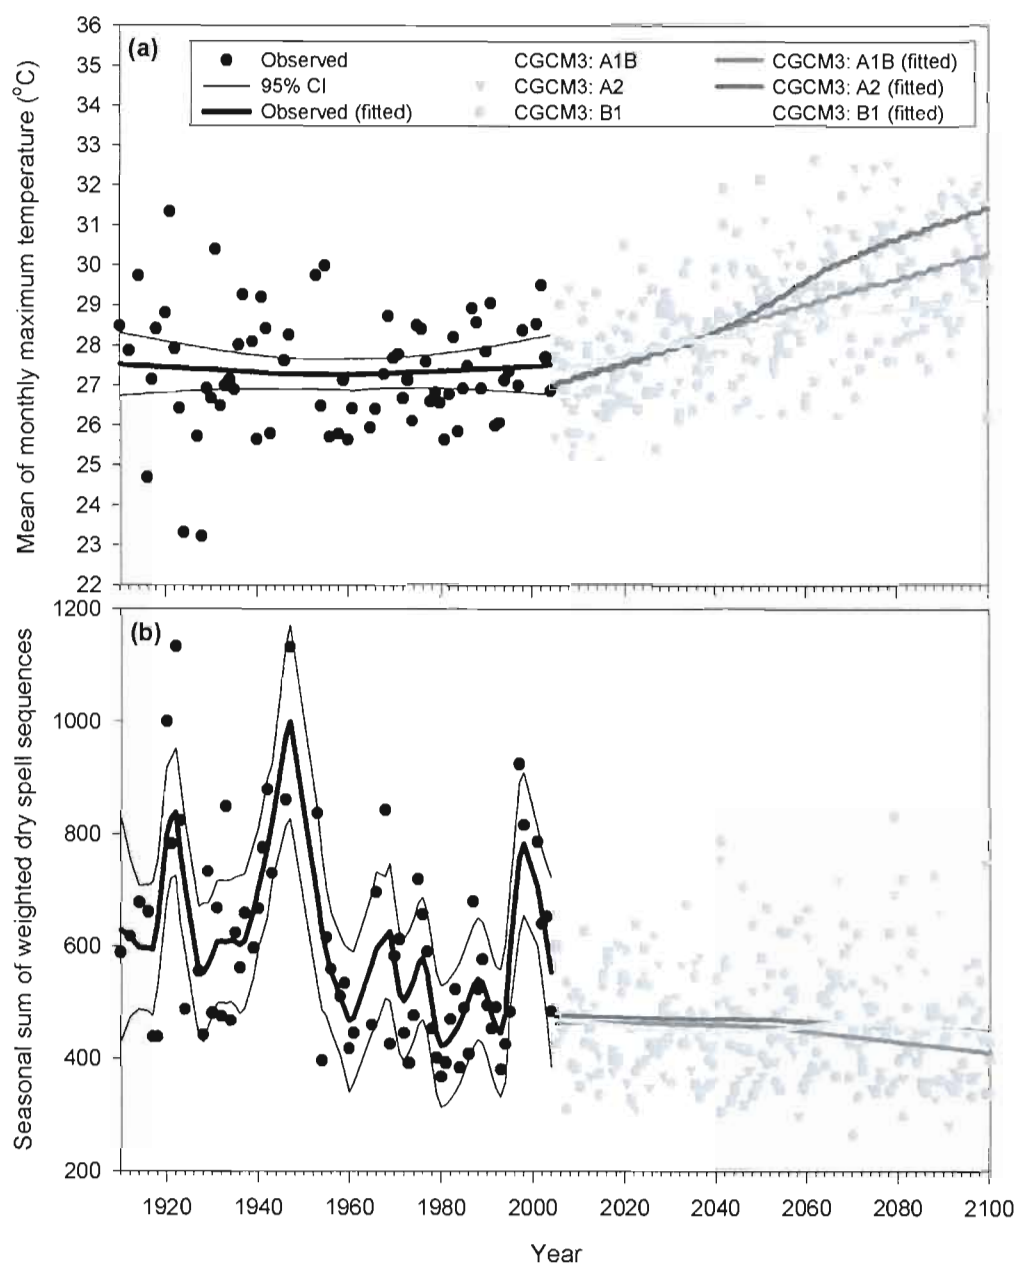 (a)
Observed
95% CI
Observed (fitted)
CGCM3: A1B
CGCM3: A2
CGCM3: B1
CGCM3: A1B (fitted)
CGCM3: A2 (fitted)
CGCM3: B1 (fitted)
Mean of monthly maximum temperature (°C)
36
35
34
33
32
31
30
29
28
27
26
25
24
23
22
(b)
Seasonal sum of weighted dry spell sequences
1200
1000
800
600
400
200
1920 1940 1960 1980 2000 2020 2040 2060 2080 2100
Year